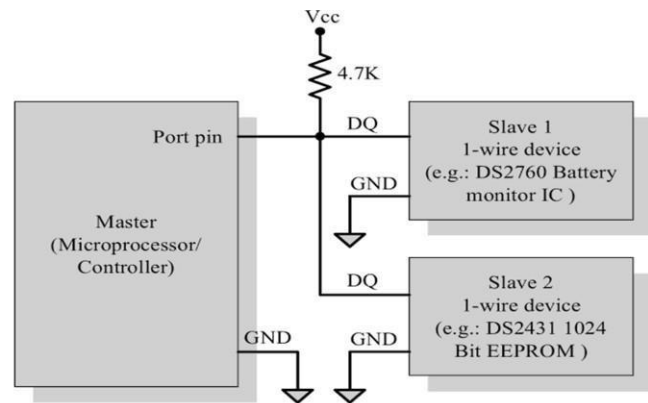 Vcc
4.7K
Port pin
DQ
Slave 1
1-wire device
(e.g.: DS2760 Battery
monitor IC )
GND
Master
(Microprocessor/
Controller)
DQ
Slave 2
1-wire device
(e.g.: DS2431 1024
Bit EEPROM )
GND
GND